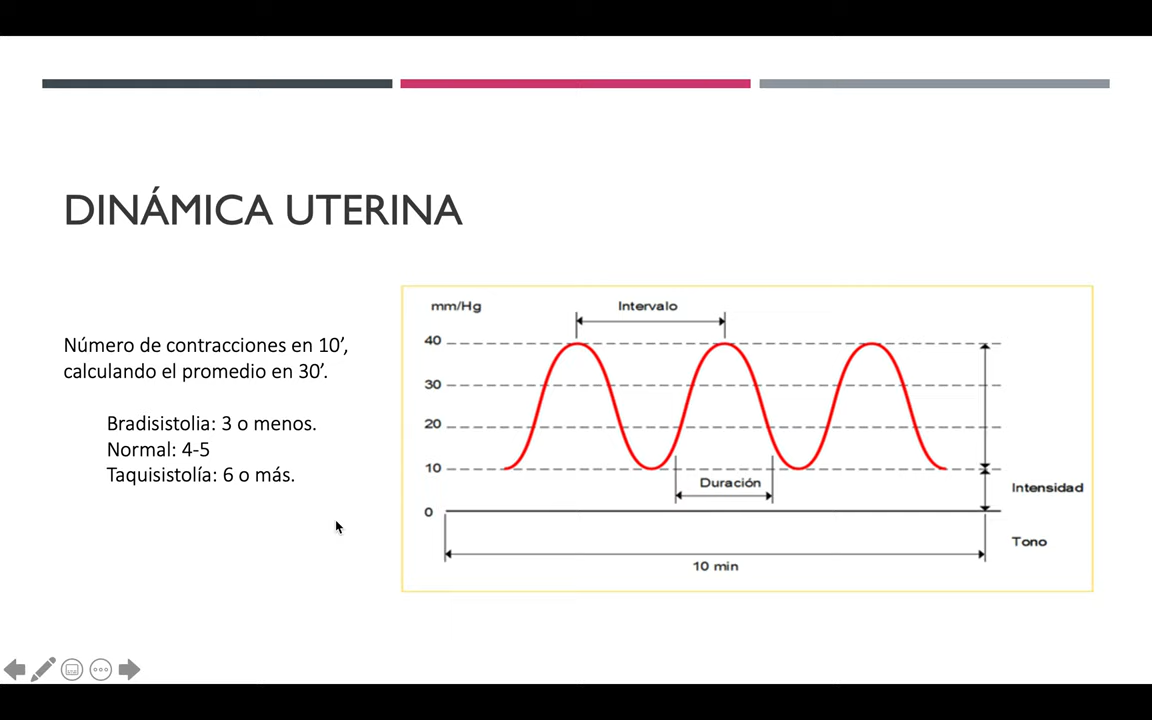 DINÁMICA UTERINA
Número de contracciones en 10’,
calculando el promedio en 30’.
Bradisistolia: 3 o menos.
Normal: 4-5
Taquisistolía: 6 o más.
mm/Hg
Intervalo
40
30
20
10
Duración
Intensidad
0
Tono
10 min